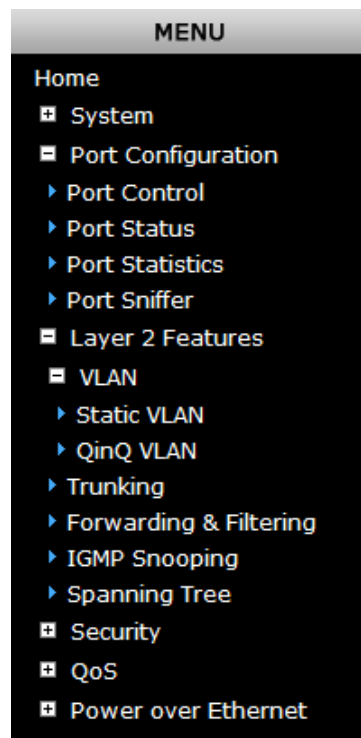 MENU
Home
System
Port Configuration
Port Control
Port Status
Port Statistics
Port Sniffer
Layer 2 Features
VLAN
Static VLAN
QinQ VLAN
Trunking
Forwarding & Filtering
IGMP Snooping
Spanning Tree
Security
QoS
Power over Ethernet